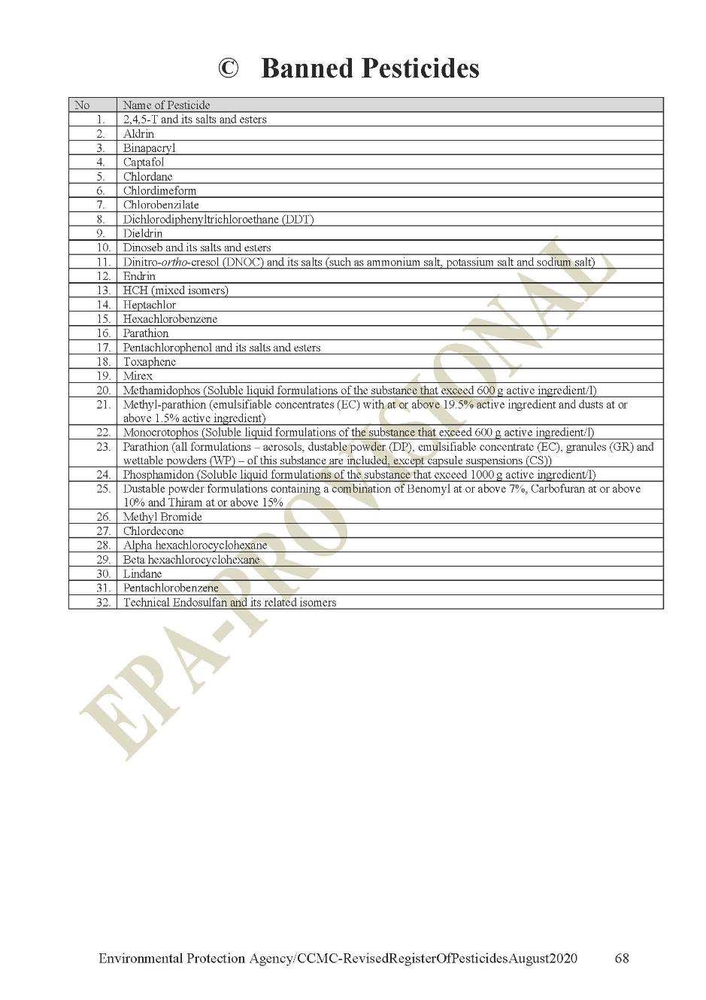 © Banned Pesticides
No Name of Pesticide
1. 2,4,5-T and its salts and esters
2. Aldrin
3. Binapacryl
4. Captafol
5. Chlordane
6. Chlordimeform
7. Chlorobenzilate
8. Dichlorodiphenyltrichloroethane (DDT)
9. Dieldrin
10. Dinoseb and its salts and esters
11. Dinitro-ortho-cresol (DNOC) and its salts (such as ammonium salt, potassium salt and sodium salt)
12. Endrin
13. HCH (mixed isomers)
14. Heptachlor
15. Hexachlorobenzene
16. Parathion
17. Pentachlorophenol and its salts and esters
18. Toxaphene
19. Mirex
20. Methamidophos (Soluble liquid formulations of the substance that exceed 600 g active ingredient/l)
21. Methyl-parathion (emulsifiable concentrates (EC) with at or above 19.5% active ingredient and dusts at or
above 1.5% active ingredient)
22. Monocrotophos (Soluble liquid formulations of the substance that exceed 600 g active ingredient/l)
23. Parathion (all formulations – aerosols, dustable powder (DP), emulsifiable concentrate (EC), granules (GR) and
wettable powders (WP) – of this substance are included, except capsule suspensions (CS))
24. Phosphamidon (Soluble liquid formulations of the substance that exceed 1000 g active ingredient/l)
25. Dustable powder formulations containing a combination of Benomyl at or above 7%, Carbofuran at or above
10% and Thiram at or above 15%
26. Methyl Bromide
27. Chlordecone
28. Alpha hexachlorocyclohexane
29. Beta hexachlorocyclohexane
30. Lindane
31. Pentachlorobenzene
32. Technical Endosulfan and its related isomers
EPA-PROVISIONAL
Environmental Protection Agency/CCMC-RevisedRegisterOfPesticidesAugust2020 68